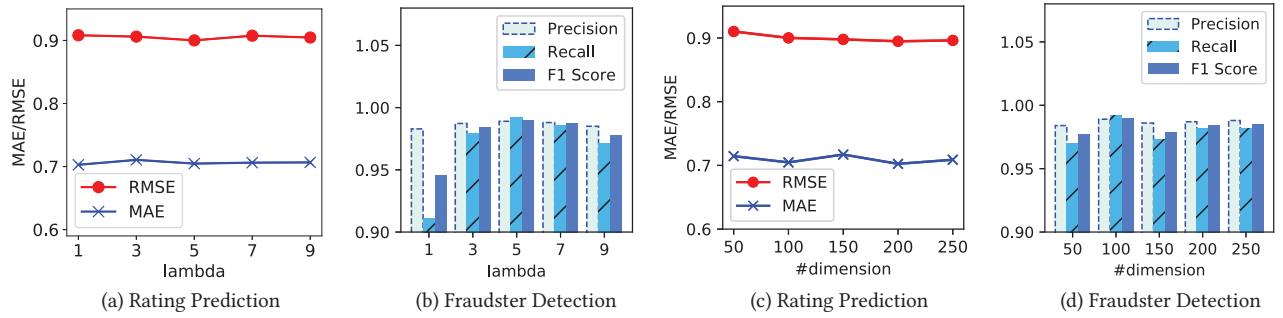 MAE/RMSE
0.9
0.8
0.7
0.6
RMSE
MAE
1 3 5 7 9
lambda
(a) Rating Prediction
1.05
1.00
0.95
0.90
Precision
Recall
F1 Score
1 3 5 7 9
lambda
(b) Fraudster Detection
MAE/RMSE
0.9
0.8
0.7
0.6
RMSE
MAE
50 100 150 200 250
#dimension
(c) Rating Prediction
1.05
1.00
0.95
0.90
Precision
Recall
F1 Score
50 100 150 200 250
#dimension
(d) Fraudster Detection